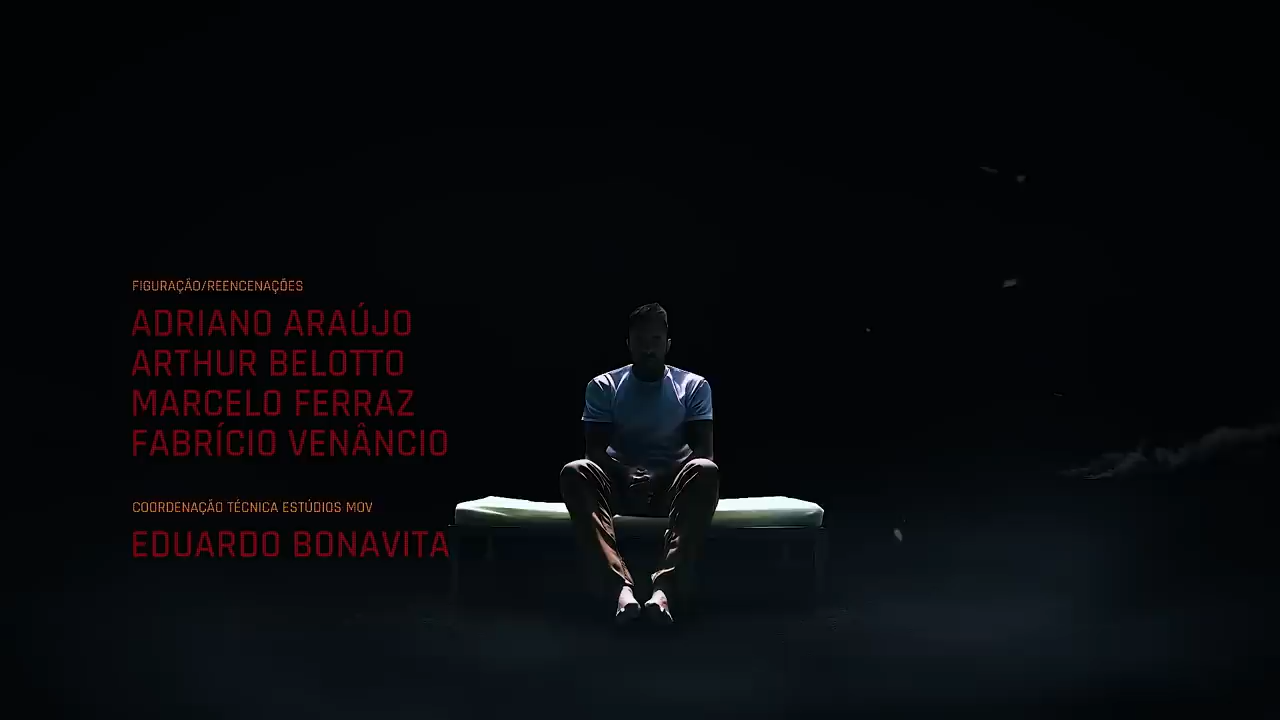 FIGURAÇÃO/REENCENAÇÕES
ADRIANO ARAÚJO
ARTHUR BELOTTO
MARCELO FERRAZ
FABRÍCIO VENÂNCIO
COORDENAÇÃO TÉCNICA ESTÚDIOS MOV
EDUARDO BONAVITA